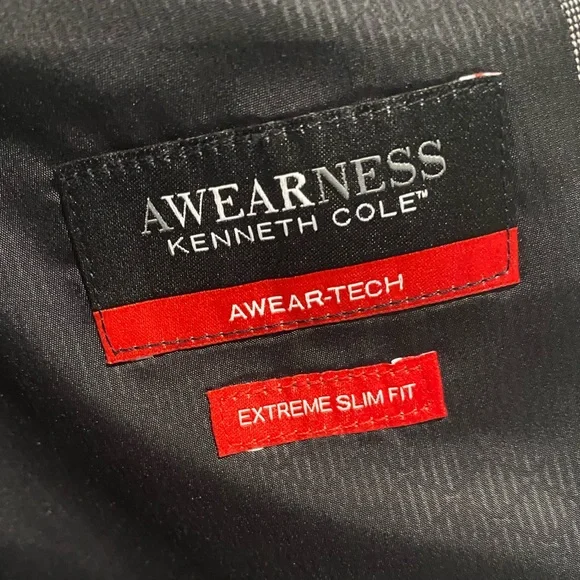 AWEARNESS
KENNETH COLE™
AWEAR-TECH
EXTREME SLIM FIT